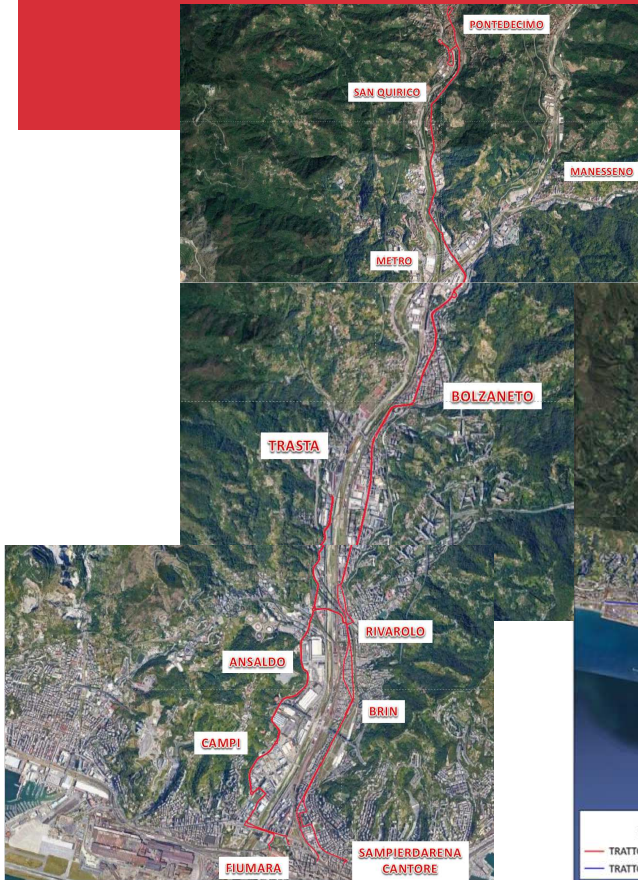 PONTEDECIMO
SAN QUIRICO
MANESSENO
METRO
BOLZANETO
TRASTA
RIVAROLO
ANSALDO
BRIN
CAMPI
SAMPIERDARENA
CANTORE
FIUMARA
TRATT
TRATT